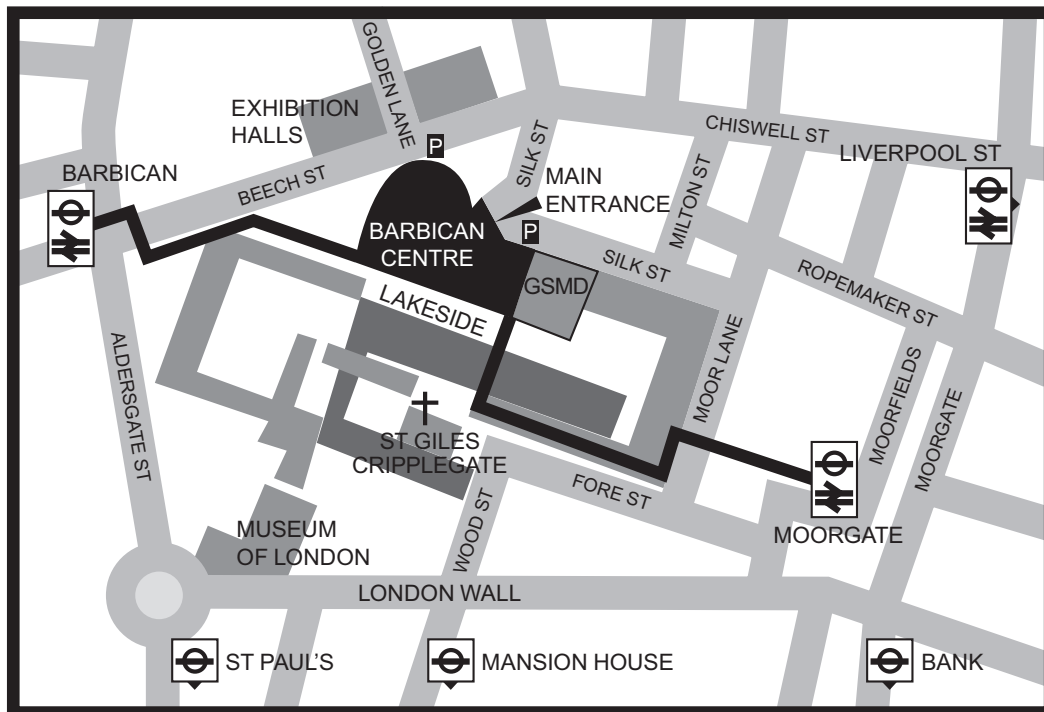 GOLDEN LANE
EXHIBITION
HALLS
P
CHISWELL ST
LIVERPOOL ST
BARBICAN
BEECH ST
SILK ST
MAIN
ENTRANCE
MILTON ST
P
BARBICAN
CENTRE
SILK ST
GSMD
ROPEMAKER ST
LAKESIDE
ALDERSGATE ST
MOOR LANE
MOORFIELDS
MOORGATE
ST GILES
CRIPPLEGATE
FORE ST
WOOD ST
MOORGATE
MUSEUM
OF LONDON
LONDON WALL
ST PAUL'S
MANSION HOUSE
BANK